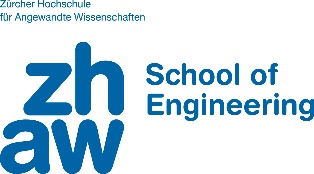 Zürcher Hochschule
für Angewandte Wissenschaften
zh
aw
School of
Engineering